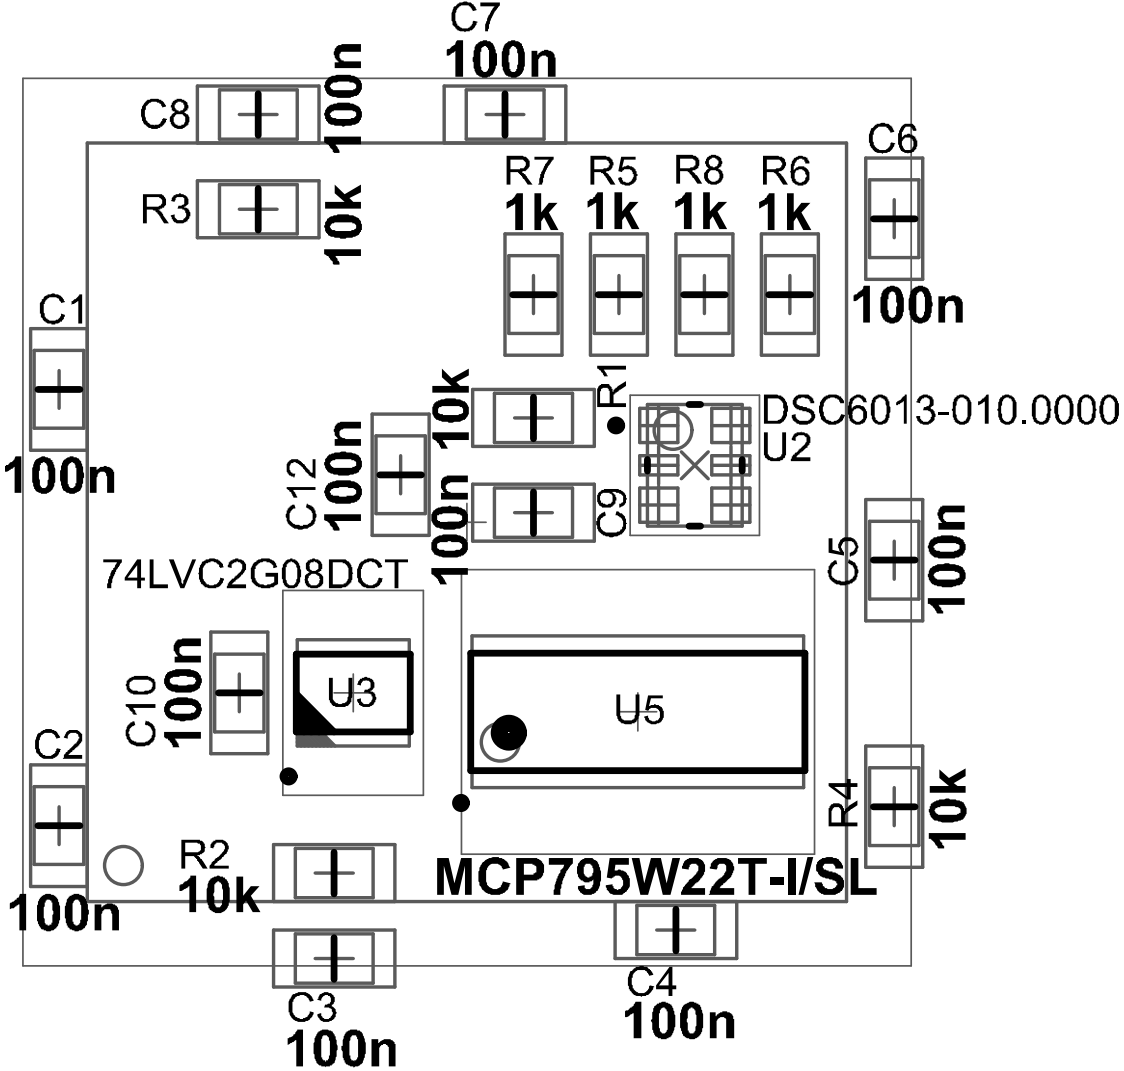 C7
100n
C8
100n
C6
100n
R3
10k
R7
1k
R5
1k
R8
1k
R6
1k
C1
100n
10k
R1
DSC6013-010.0000
U2
C12
100n
100n
C9
C5
100n
74LVC2G08DCT
C10
100n
U3
U5
C2
100n
R4
10k
R2
10k
MCP795W22T-I/SL
C3
100n
C4
100n